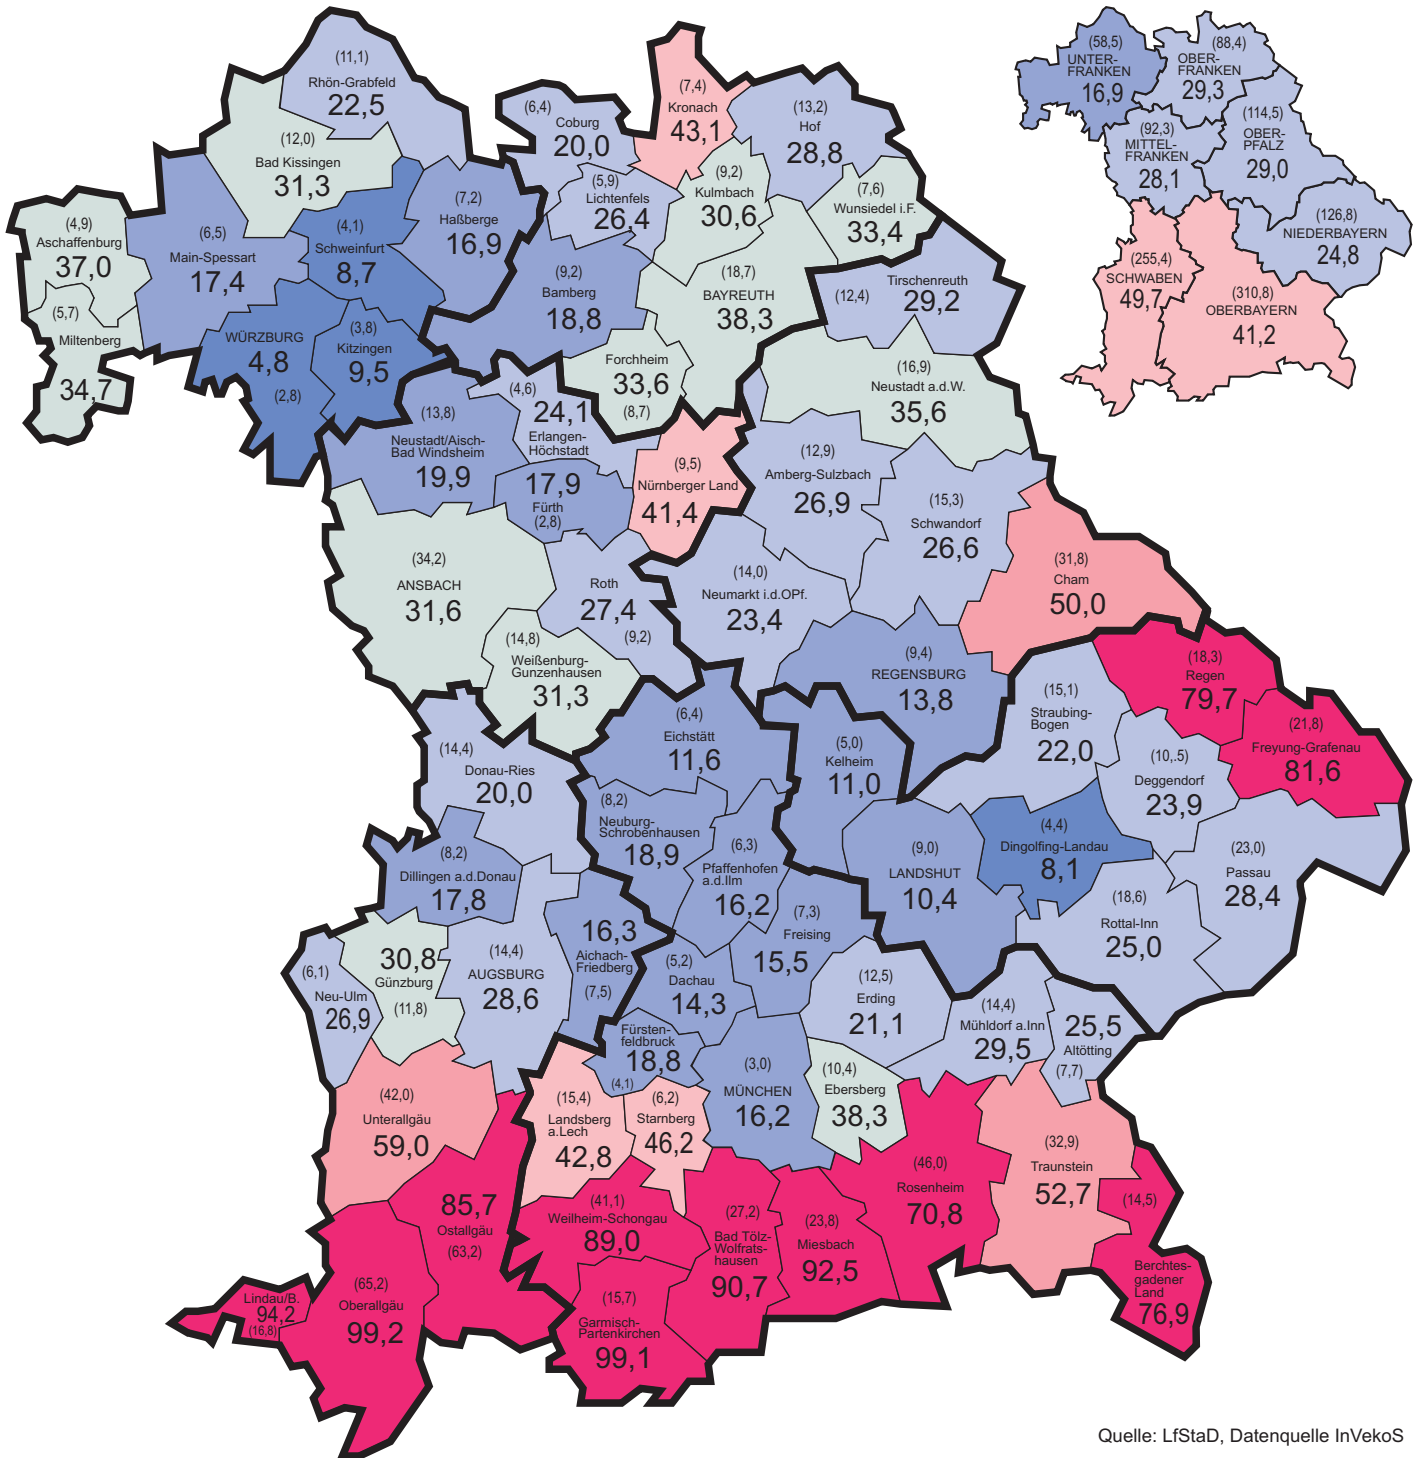 (11,1)
Rhön-Grabfeld
22,5
(12,0)
Bad Kissingen
31,3
(6,4)
Coburg
20,0
(7,4)
Kronach
43,1
(13,2)
Hof
28,8
(5,9)
Lichtenfels
26,4
(9,2)
Kulmbach
30,6
(7,6)
Wunsiedel i.F.
33,4
(4,9)
Aschaffenburg
37,0
(5,7)
Miltenberg
34,7
(6,5)
Main-Spessart
17,4
(4,1)
Schweinfurt
8,7
(7,2)
Haßberge
16,9
(9,2)
Bamberg
18,8
(18,7)
BAYREUTH
38,3
(12,4)
Tirschenreuth
29,2
WÜRZBURG
4,8
(2,8)
(3,8)
Kitzingen
9,5
Forchheim
33,6
(8,7)
(16,9)
Neustadt a.d.W.
35,6
(13,8)
Neustadt/Aisch-
Bad Windsheim
19,9
(4,6)
24,1
Erlangen-
Höchstadt
17,9
Fürth
(2,8)
(9,5)
Nürnberger Land
41,4
(12,9)
Amberg-Sulzbach
26,9
(15,3)
Schwandorf
26,6
(31,8)
Cham
50,0
(34,2)
ANSBACH
31,6
Roth
27,4
(9,2)
(14,0)
Neumarkt i.d.OPf.
23,4
(14,8)
Weißenburg-
Gunzenhausen
31,3
(9,4)
REGENSBURG
13,8
(18,3)
Regen
79,7
(21,8)
Freyung-Grafenau
81,6
(15,1)
Straubing-
Bogen
22,0
(10,.5)
Deggendorf
23,9
(6,4)
Eichstätt
11,6
(5,0)
Kelheim
11,0
(14,4)
Donau-Ries
20,0
(8,2)
Neuburg-
Schrobenhausen
18,9
(6,3)
Pfaffenhofen
a.d.Ilm
16,2
(9,0)
LANDSHUT
10,4
(4,4)
Dingolfing-Landau
8,1
(23,0)
Passau
28,4
(18,6)
Rottal-Inn
25,0
(8,2)
Dillingen a.d.Donau
17,8
16,3
Aichach-
Friedberg
(7,5)
(7,3)
Freising
15,5
(5,2)
Dachau
14,3
(12,5)
Erding
21,1
(14,4)
Mühldorf a.Inn
29,5
25,5
Altötting
(7,7)
(6,1)
Neu-Ulm
26,9
30,8
Günzburg
(11,8)
(14,4)
AUGSBURG
28,6
Fürsten-
feldbruck
18,8
(4,1)
(3,0)
MÜNCHEN
16,2
(10,4)
Ebersberg
38,3
(42,0)
Unterallgäu
59,0
(15,4)
Landsberg
a.Lech
42,8
(6,2)
Starnberg
46,2
(46,0)
Rosenheim
70,8
(32,9)
Traunstein
52,7
(14,5)
Berchtes-
gadener
Land
76,9
85,7
Ostallgäu
(63,2)
(41,1)
Weilheim-Schongau
89,0
(27,2)
Bad Tölz-
Wolfrats-
hausen
90,7
(23,8)
Miesbach
92,5
Lindau/B.
94,2
(16,8)
(65,2)
Oberallgäu
99,2
(15,7)
Garmisch-
Partenkirchen
99,1
(58,5)
UNTER-
FRANKEN
16,9
(88,4)
OBER-
FRANKEN
29,3
(92,3)
MITTEL-
FRANKEN
28,1
(114,5)
OBER-
PFALZ
29,0
(126,8)
NIEDERBAYERN
24,8
(255,4)
SCHWABEN
49,7
(310,8)
OBERBAYERN
41,2
Quelle: LfStaD, Datenquelle InVekoS